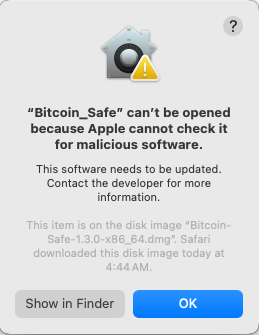 ?
“Bitcoin_Safe” can’t be opened
because Apple cannot check it
for malicious software.
This software needs to be updated.
Contact the developer for more
information.
This item is on the disk image “Bitcoin-
Safe-1.3.0-x86_64.dmg”. Safari
downloaded this disk image today at
4:44 AM.
Show in Finder
OK